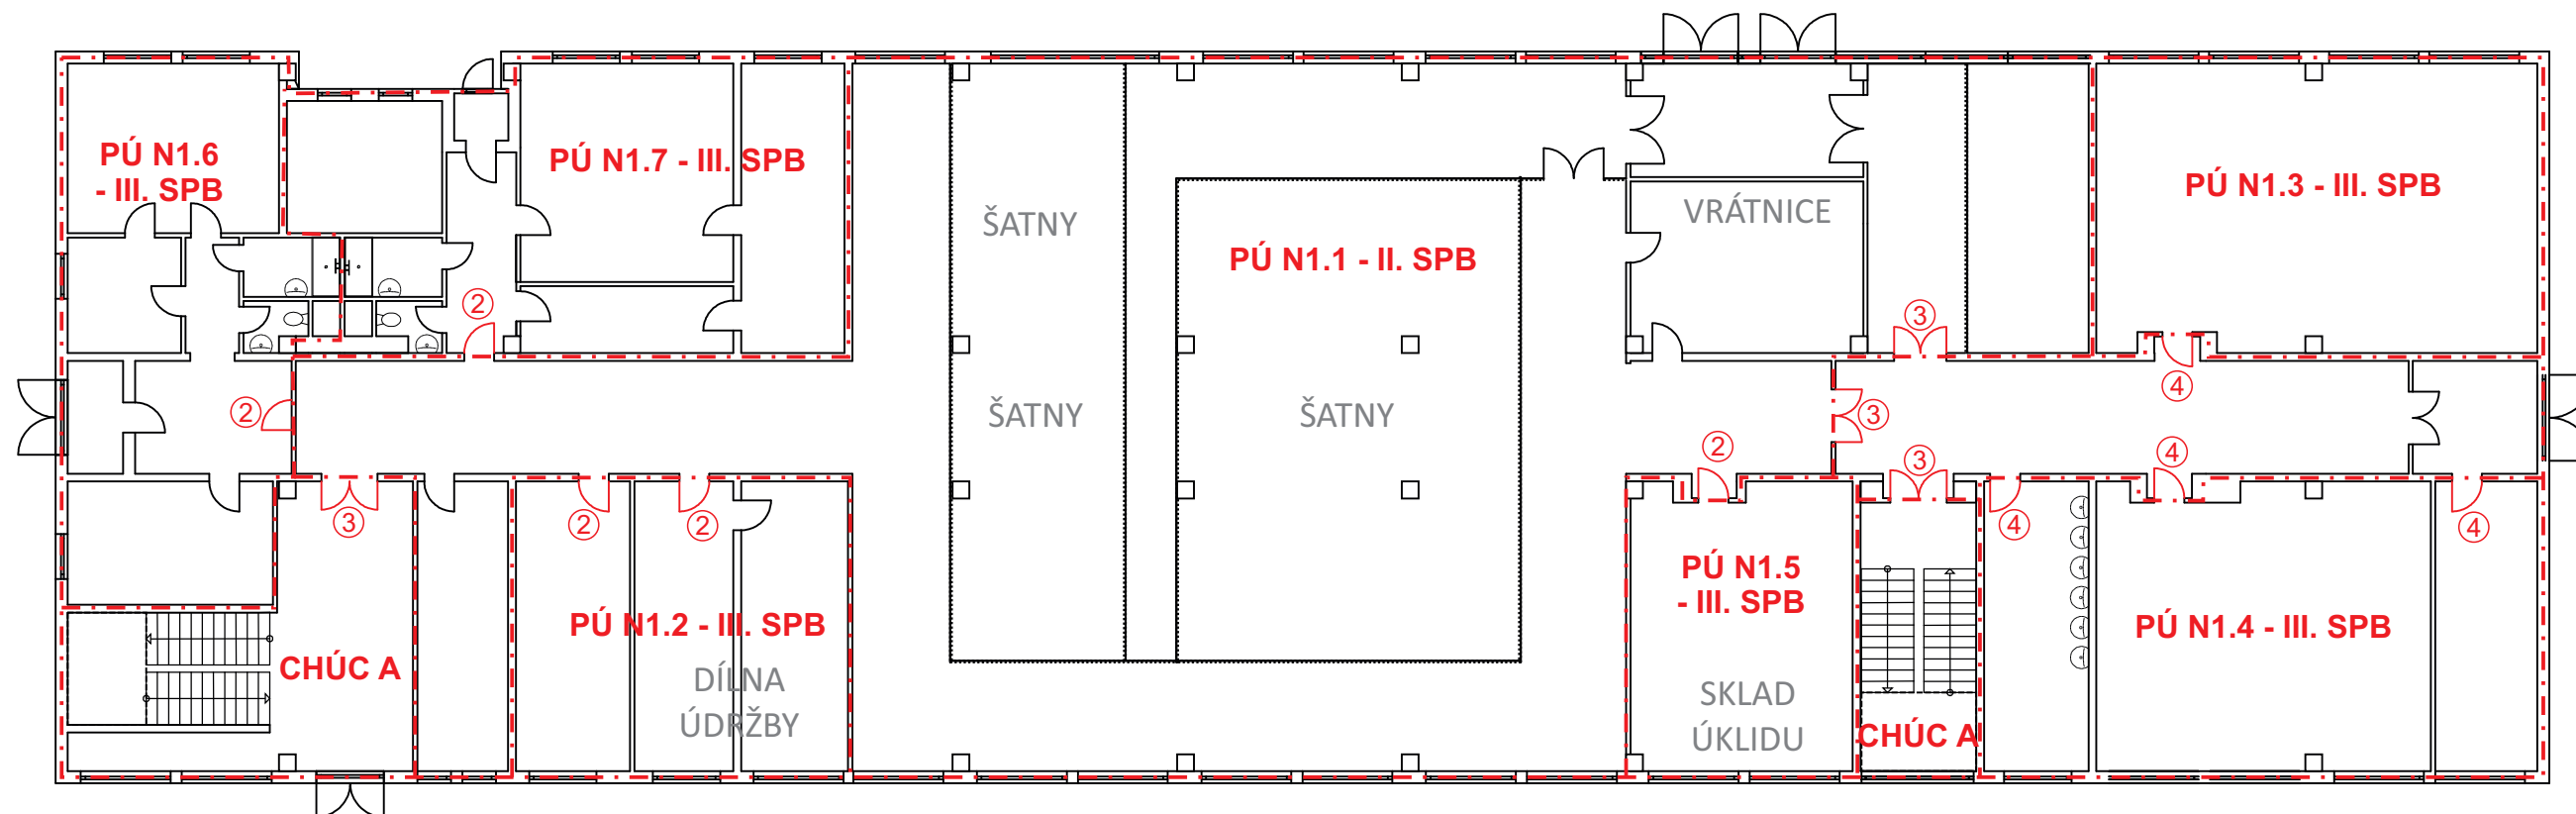 PÚ N1.6
- III. SPB
PÚ N1.7 - III. SPB
ŠATNY
PÚ N1.1 - II. SPB
VRÁTNICE
PÚ N1.3 - III. SPB
2
3
4
2
ŠATNY
ŠATNY
3
3
2
2
2
3
4
4
4
PÚ N1.2 - III. SPB
DÍLNA
ÚDRŽBY
CHÚC A
PÚ N1.5
- III. SPB
SKLAD
ÚKLIDU
CHÚC A
PÚ N1.4 - III. SPB